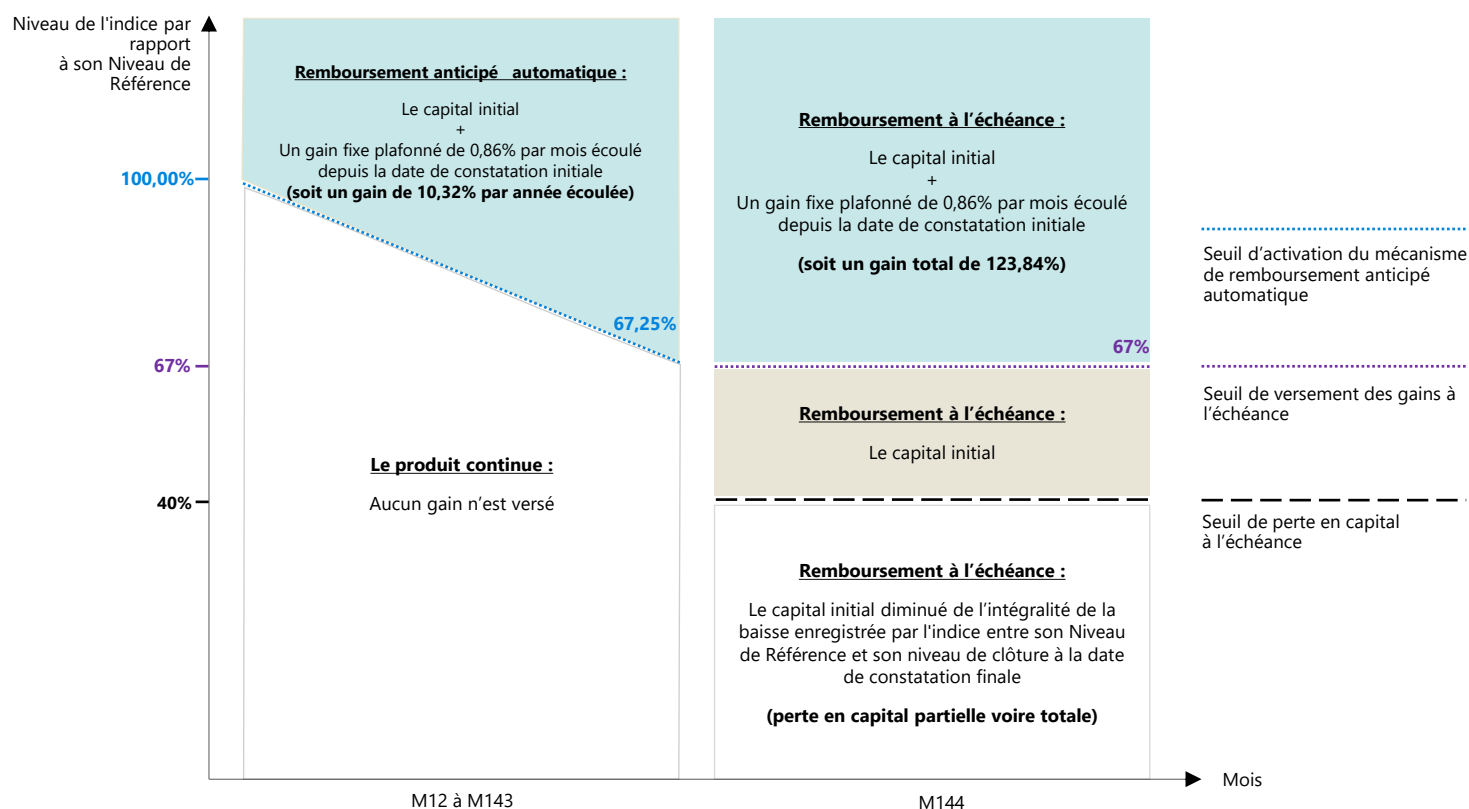 Niveau de l'indice par
rapport
à son Niveau de
Référence
100,00%
67%
40%
Remboursement anticipé automatique :
Le capital initial
+
Un gain fixe plafonné de 0,86% par mois écoulé
depuis la date de constatation initiale
(soit un gain de 10,32% par année écoulée)
67,25%
Le produit continue :
Aucun gain n’est versé
M12 à M143
Remboursement à l’échéance :
Le capital initial
+
Un gain fixe plafonné de 0,86% par mois écoulé
depuis la date de constatation initiale
(soit un gain total de 123,84%)
67%
Remboursement à l’échéance :
Le capital initial
Remboursement à l’échéance :
Le capital initial diminué de l’intégralité de la
baisse enregistrée par l'indice entre son Niveau
de Référence et son niveau de clôture à la date
de constatation finale
(perte en capital partielle voire totale)
M144
Mois
Seuil d’activation du mécanisme
de remboursement anticipé
automatique
Seuil de versement des gains à
l’échéance
Seuil de perte en capital
à l’échéance